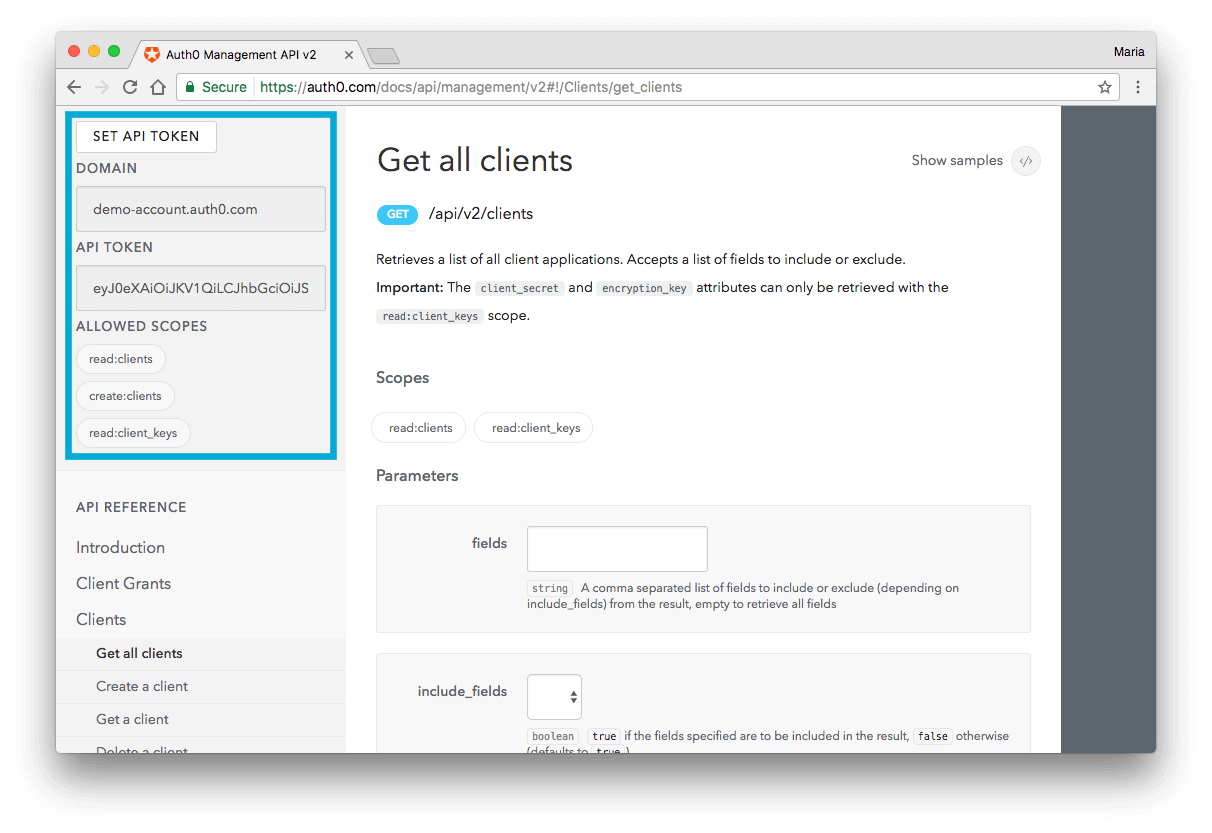 Auth0 Management API v2
Maria
Secure https://auth0.com/docs/api/management/v2#!/Clients/get_clients
SET API TOKEN
DOMAIN
demo-account.auth0.com
API TOKEN
eyJ0eXAiOiJKV1QiLCJhbGciOiJS
ALLOWED SCOPES
read:clients
create:clients
read:client_keys
API REFERENCE
Introduction
Client Grants
Clients
Get all clients
Create a client
Get a client
Delete a client
Get all clients
Show samples </>
GET /api/v2/clients
Retrieves a list of all client applications. Accepts a list of fields to include or exclude.
Important: The client_secret and encryption_key attributes can only be retrieved with the
read:client_keys scope.
Scopes
read:clients read:client_keys
Parameters
fields
string A comma separated list of fields to include or exclude (depending on
include_fields) from the result, empty to retrieve all fields
include_fields
boolean true if the fields specified are to be included in the result, false otherwise
(defaults to true )